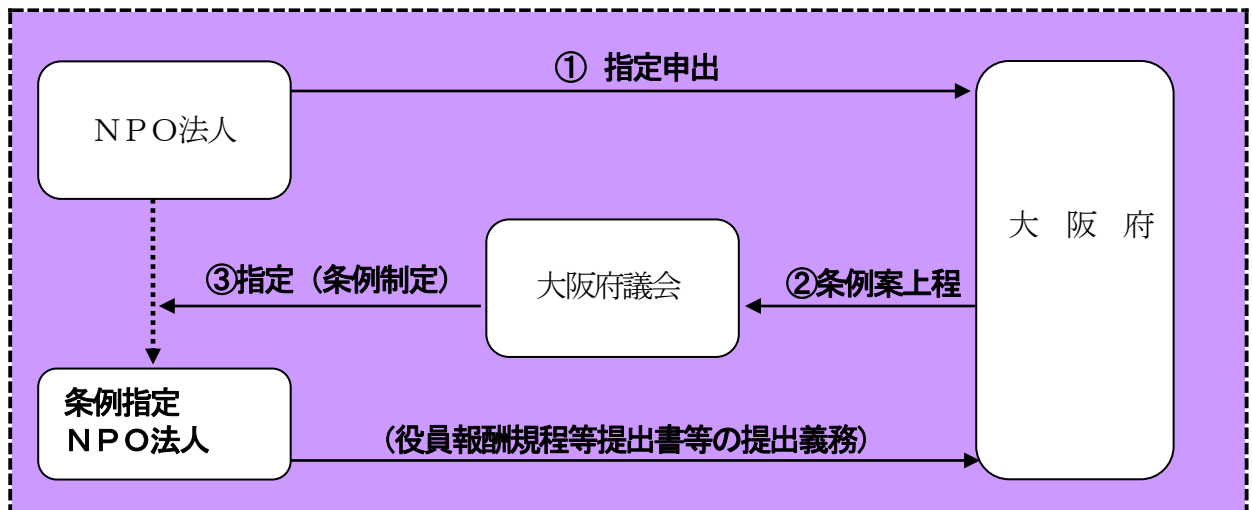 ① 指定申出
ＮＰＯ法人
大 阪 府
③指定（条例制定）
大阪府議会
②条例案上程
条例指定
ＮＰＯ法人
（役員報酬規程等提出書等の提出義務）